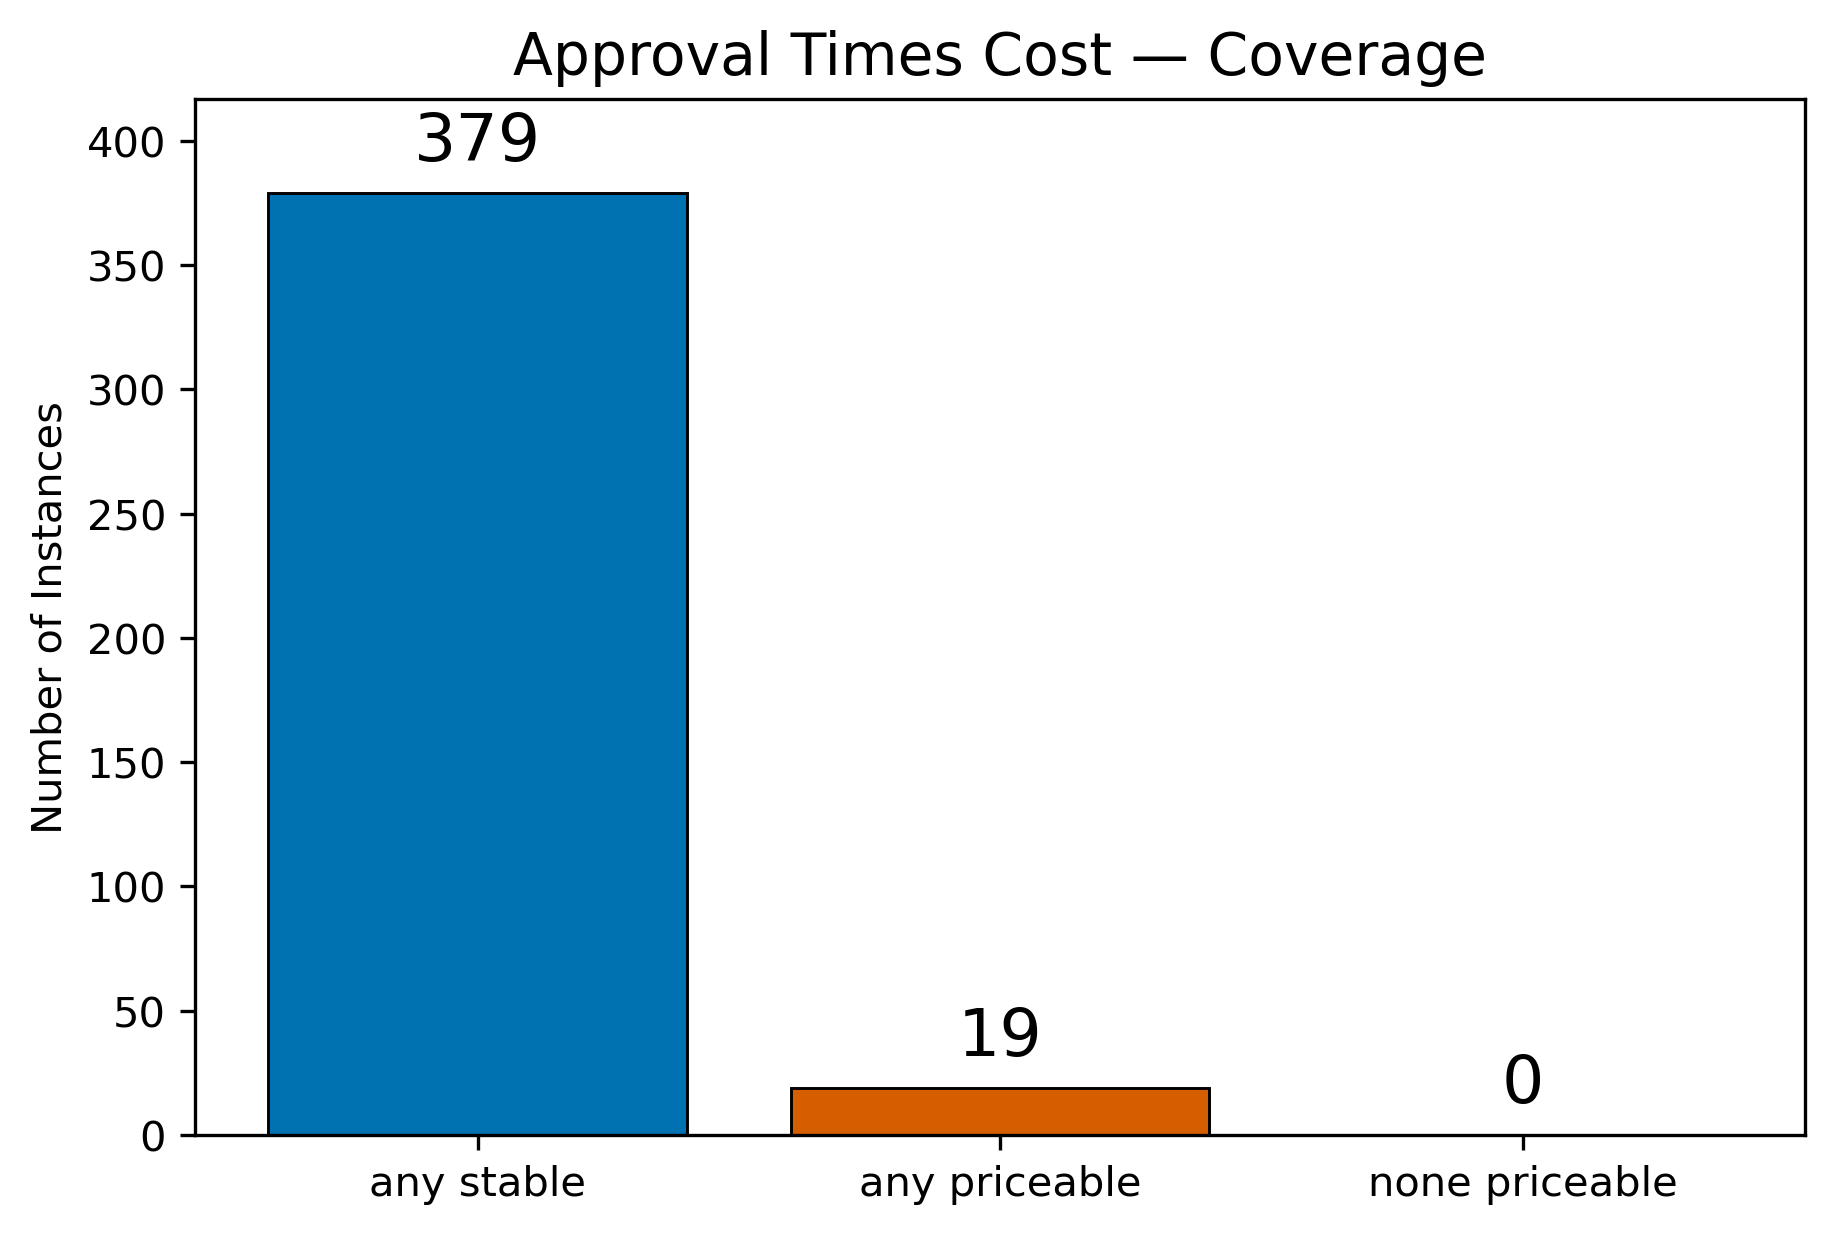 Approval Times Cost — Coverage
Number of Instances
400
350
300
250
200
150
100
50
0
379
19
0
any stable
any priceable
none priceable